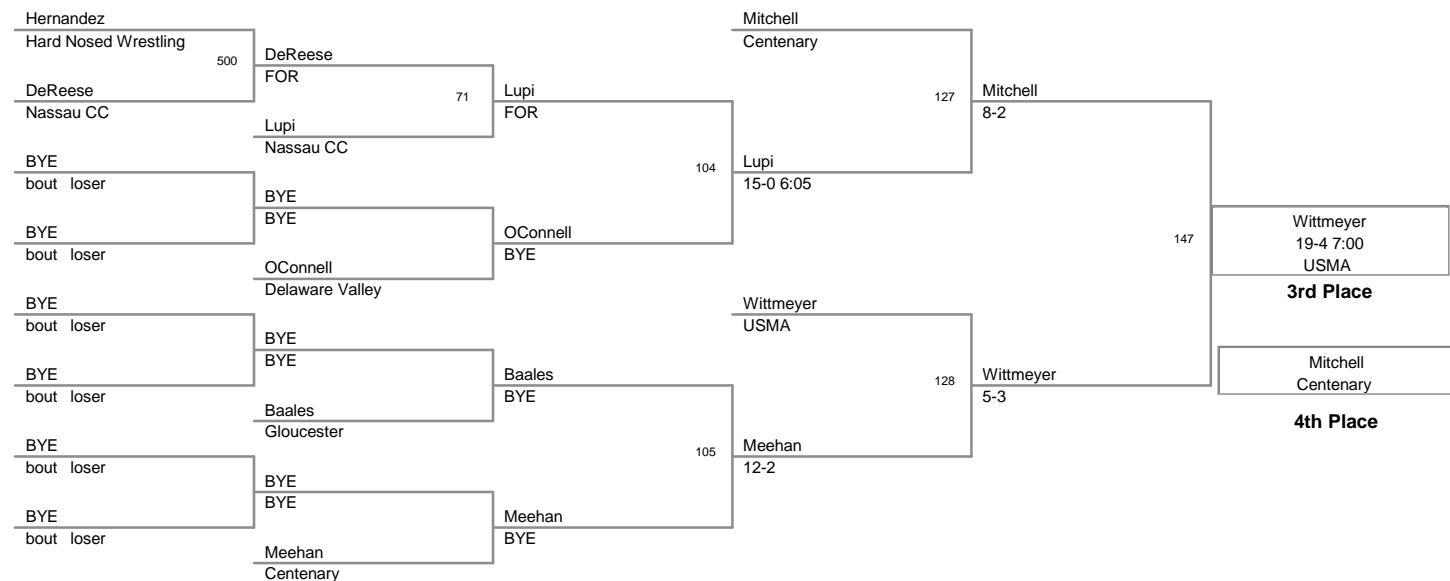 Hernandez
Hard Nosed Wrestling
500
DeReese
Nassau CC
BYE
bout loser
BYE
bout loser
BYE
bout loser
BYE
bout loser
BYE
bout loser
BYE
bout loser
DeReese
FOR
71
Lupi
Nassau CC
BYE
BYE
OConnell
Delaware Valley
BYE
BYE
Baales
Gloucester
BYE
BYE
Meehan
Centenary
Lupi
FOR
104
OConnell
BYE
Baales
BYE
105
Meehan
BYE
Mitchell
Centenary
127
Lupi
15-0 6:05
Wittmeyer
USMA
128
Meehan
12-2
Mitchell
8-2
147
Wittmeyer
5-3
Wittmeyer
19-4 7:00
USMA
3rd Place
Mitchell
Centenary
4th Place